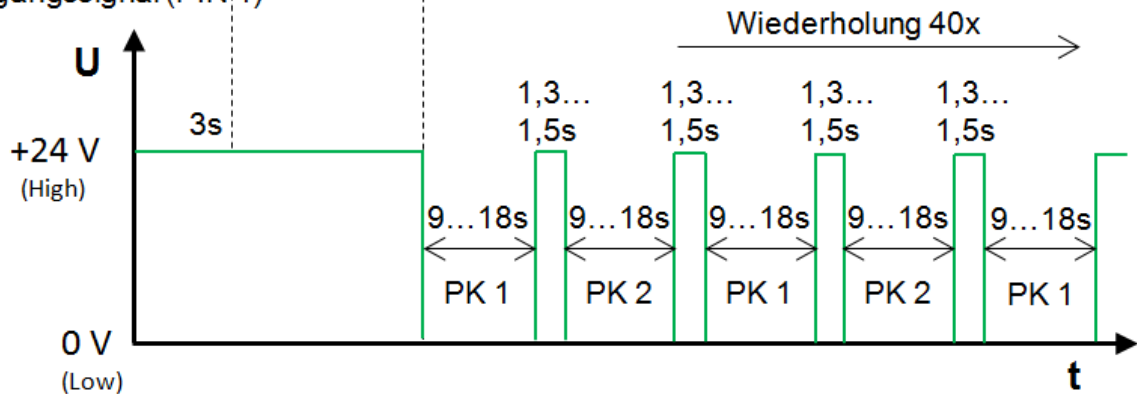 Wiederholung 40x
U
1,3… 1,3… 1,3… 1,3…
3s 1,5s 1,5s 1,5s 1,5s
+24 V
(High)
9…18s 9…18s 9…18s 9…18s 9…18s
PK 1 PK 2 PK 1 PK 2 PK 1
0 V
(Low)
t